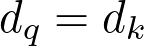 d_q = d_k